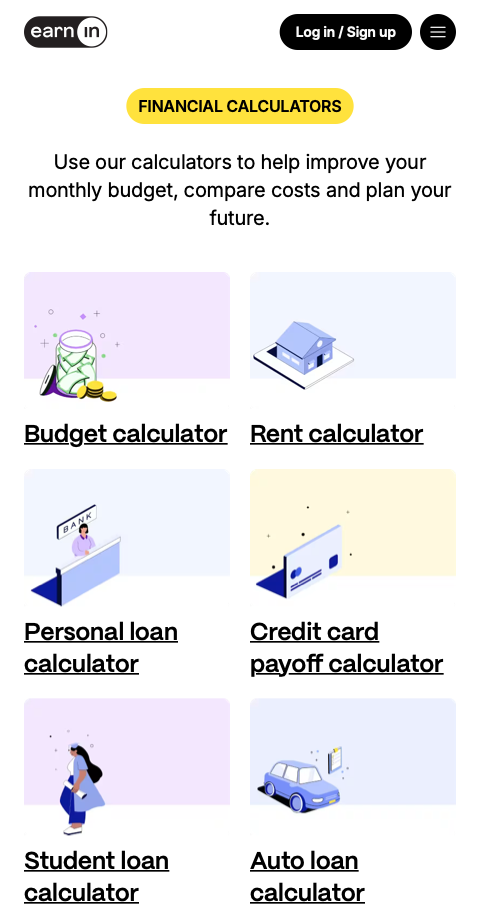 earn in
Log in / Sign up
FINANCIAL CALCULATORS
Use our calculators to help improve your
monthly budget, compare costs and plan your
future.
Budget calculator
Rent calculator
BANK
Personal loan
calculator
Credit card
payoff calculator
Student loan
calculator
Auto loan
calculator